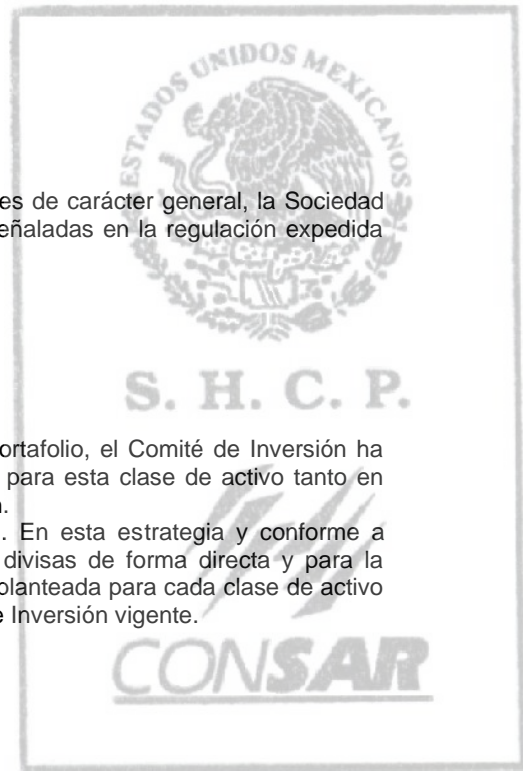 ESTADOS UNIDOS MEXICANOS
es de carácter general, la Sociedad
eñaladas en la regulación expedida
S. H. C. P.
ortafolio, el Comité de Inversión ha
para esta clase de activo tanto en
. En esta estrategia y conforme a
divisas de forma directa y para la
planteada para cada clase de activo
e Inversión vigente.
CONSAR